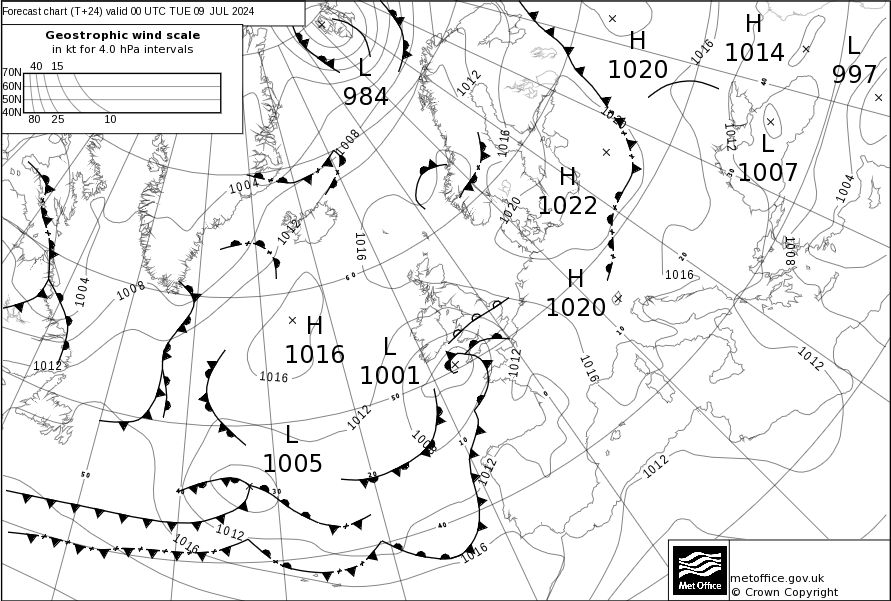 Forecast chart (T+24) valid 00 UTC TUE 09 JUL 2024
Geostrophic wind scale
in kt for 4.0 hPa intervals
40 15
70N
60N
50N
40N
80 25 10
L
984
H
1020
H
1014
L
997
1016
1012
1008
1016
1012
L
1007
1004
H
1022
1020
1004
1012
1016
1008
1016
60
20
30
40
H
1020
1004
1008
10
H
1016
L
1001
1012
1016
1012
1016
1012
50
0
1012
L
1005
1008
10
20
1012
1012
50
40
30
40
1012
1016
1016
Met Office
metoffice.gov.uk
© Crown Copyright